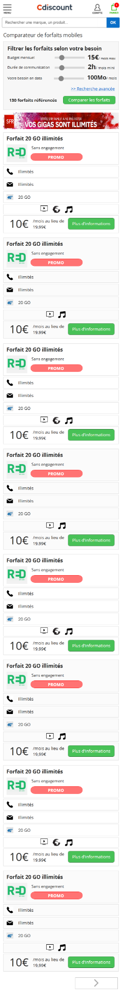 Cdiscount
MENU
COMPTE
1
PANIER
Rechercher une marque, un produit...
OK
Comparateur de forfaits mobiles
Filtrer les forfaits selon votre besoin
Budget mensuel 15€/ mois max
Durée de communication 2h/ mois mini
Votre besoin en data 100Mo/ mois
>> Recherche avancée
130 forfaits référencés Comparer les forfaits
SFR OFFRE SFR FAMILY! À NE PAS RATER
VOS GIGAS SONT ILLIMITÉS
Forfait 20 GO illimités
RED
Sans engagement
PROMO
Illimités
Illimités
4G+ 20 GO
10€ /mois au lieu de
19,99€
Plus d'informations
Forfait 20 GO illimités
RED
Sans engagement
PROMO
Illimités
Illimités
4G+ 20 GO
10€ /mois au lieu de
19,99€
Plus d'informations
Forfait 20 GO illimités
RED
Sans engagement
PROMO
Illimités
Illimités
4G+ 20 GO
10€ /mois au lieu de
19,99€
Plus d'informations
Forfait 20 GO illimités
RED
Sans engagement
PROMO
Illimités
Illimités
4G+ 20 GO
10€ /mois au lieu de
19,99€
Plus d'informations
Forfait 20 GO illimités
RED
Sans engagement
PROMO
Illimités
Illimités
4G+ 20 GO
10€ /mois au lieu de
19,99€
Plus d'informations
Forfait 20 GO illimités
RED
Sans engagement
PROMO
Illimités
Illimités
4G+ 20 GO
10€ /mois au lieu de
19,99€
Plus d'informations
Forfait 20 GO illimités
RED
Sans engagement
PROMO
Illimités
Illimités
4G+ 20 GO
10€ /mois au lieu de
19,99€
Plus d'informations
Forfait 20 GO illimités
RED
Sans engagement
PROMO
Illimités
Illimités
4G+ 20 GO
10€ /mois au lieu de
19,99€
Plus d'informations